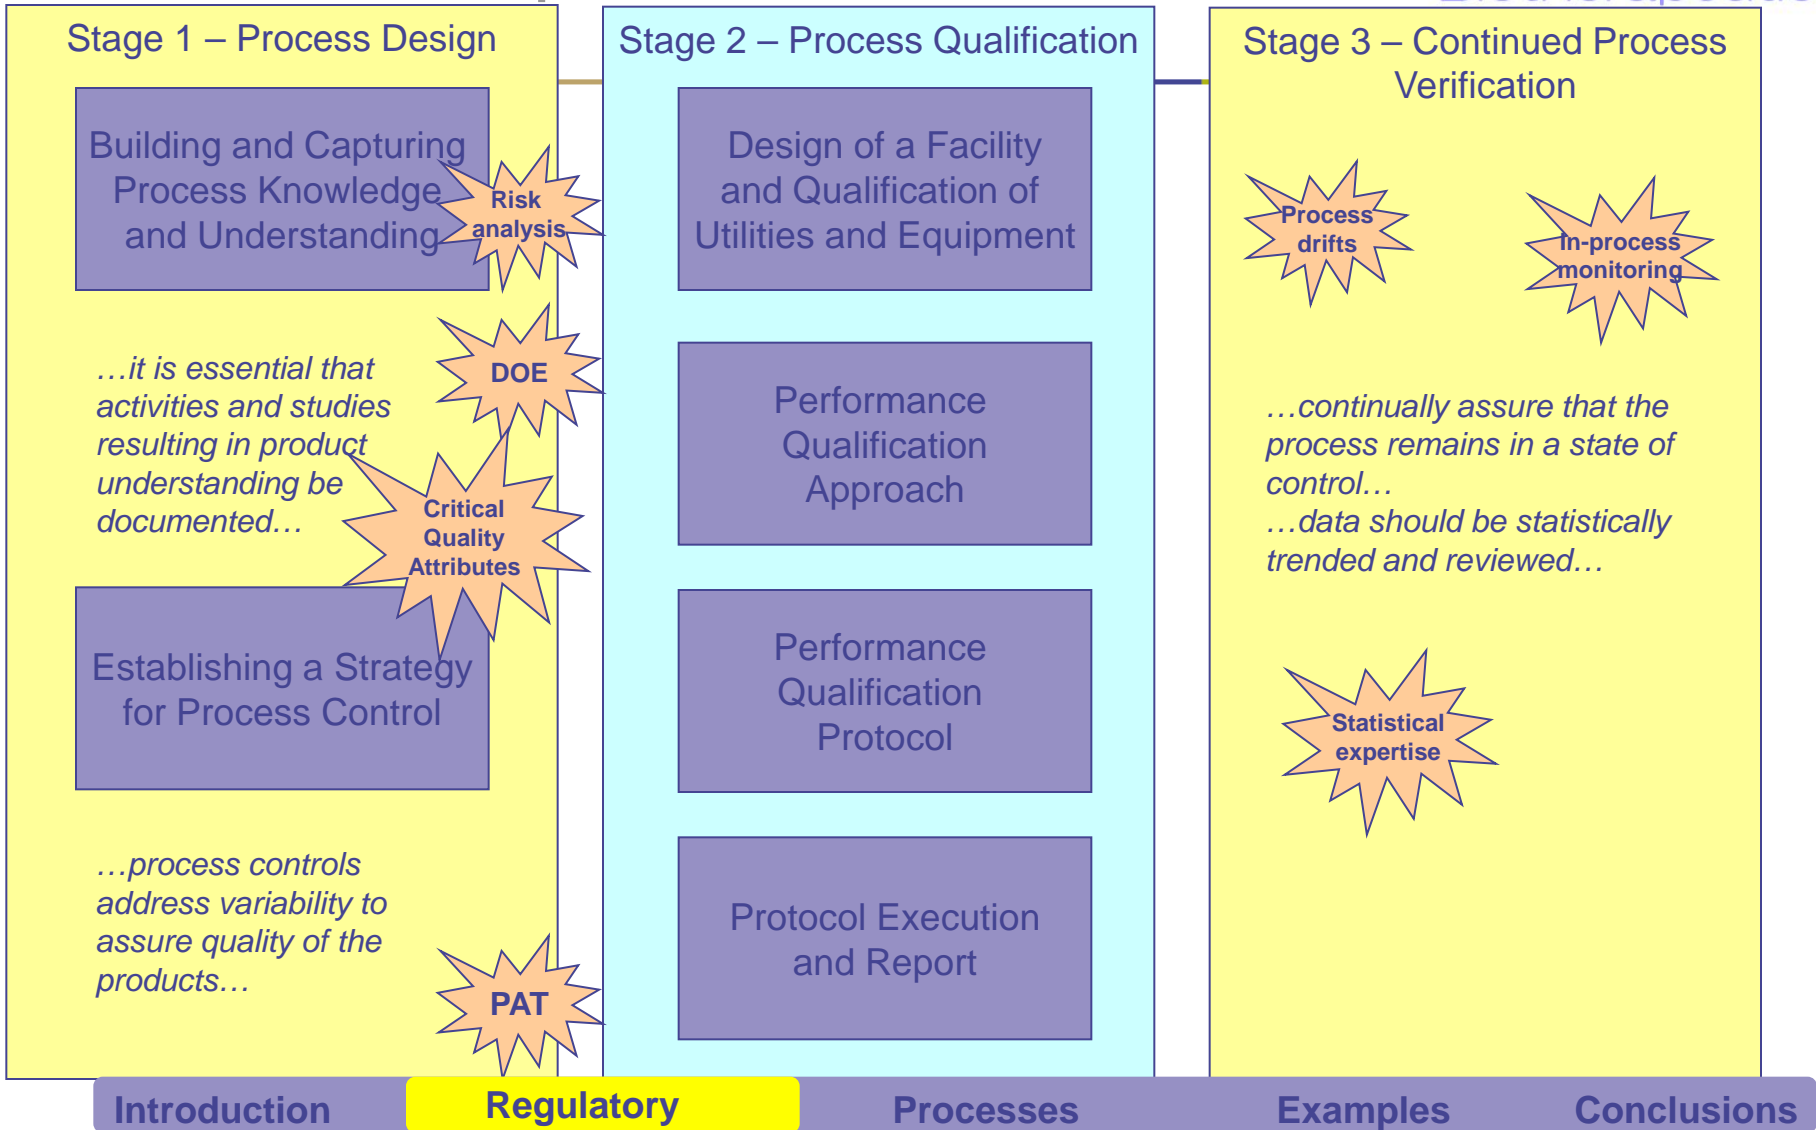 Stage 1 – Process Design
Building and Capturing
Process Knowledge
and Understanding
Risk
analysis
…it is essential that
activities and studies
resulting in product
understanding be
documented…
DOE
Critical
Quality
Attributes
Establishing a Strategy
for Process Control
…process controls
address variability to
assure quality of the
products…
PAT
Stage 2 – Process Qualification
Design of a Facility
and Qualification of
Utilities and Equipment
Performance
Qualification
Approach
Performance
Qualification
Protocol
Protocol Execution
and Report
Stage 3 – Continued Process
Verification
Process
drifts
In-process
monitoring
…continually assure that the
process remains in a state of
control…
…data should be statistically
trended and reviewed…
Statistical
expertise
Introduction Regulatory Processes Examples Conclusions